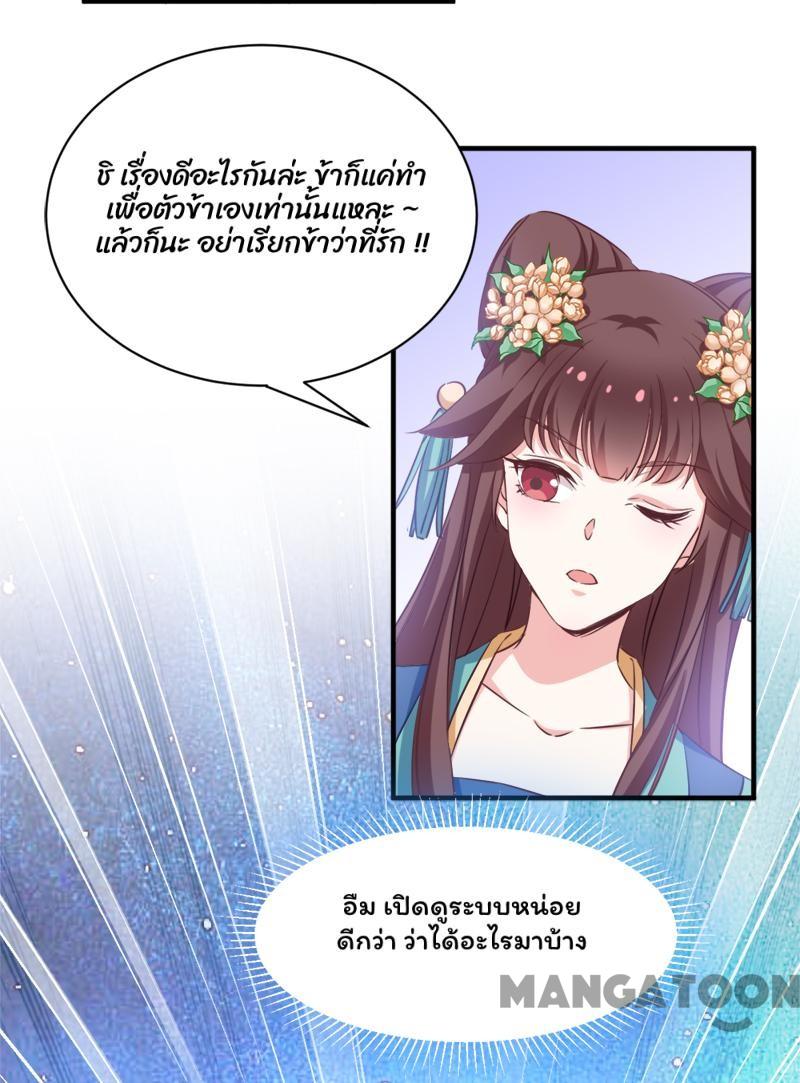 ชิ เรื่องดีอะไรกันล่ะ ข้าก็แค่ทำ
เพื่อตัวข้าเองเท่านั้นแหละ ~
แล้วก็นะ อย่าเรียกข้าว่าที่รัก !!
อืม เปิดดูระบบหน่อย
ดีกว่า ว่าได้อะไรมาบ้าง
MANGATOON